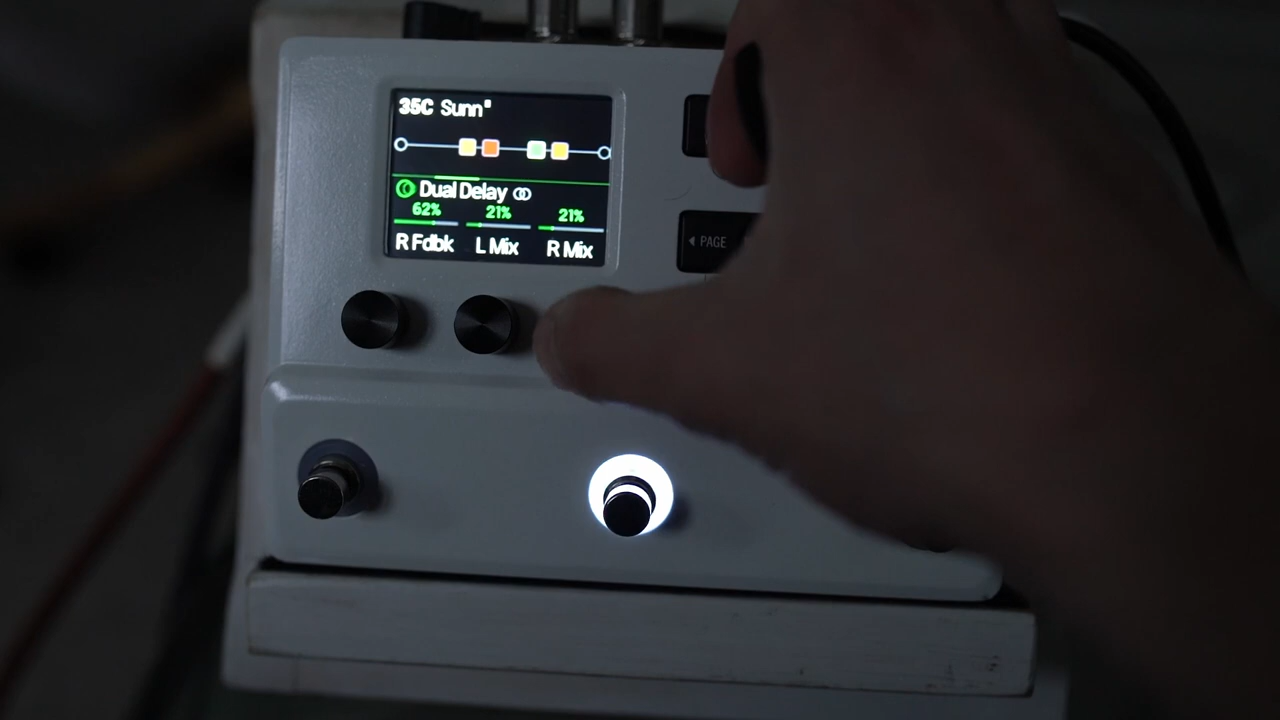 35C Sunn
Dual Delay
62% 21% 21%
R Fdbk L Mix R Mix
◀ PAGE